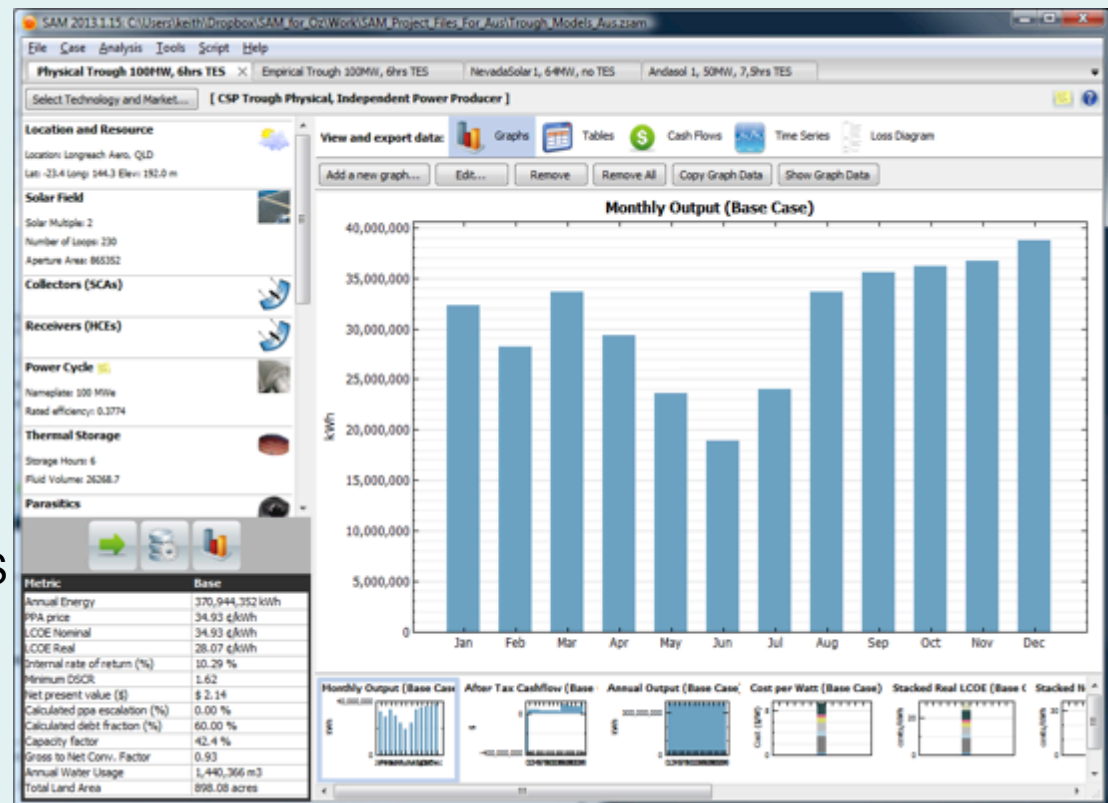 SAM 2013.1.15: C:\Users\keith\Dropbox\SAM_for_Oz\Work\SAM_Project_Files_For_Aus\Trough_Models_Aus.zsam
File Case Analysis Tools Script Help
Physical Trough 100MW, 6hrs TES Empirical Trough 100MW, 6hrs TES NevadaSolar1, 64MW, no TES Andasol 1, 50MW, 7,5hrs TES
Select Technology and Market... [ CSP Trough Physical, Independent Power Producer ]
Location and Resource
Location: Longreach Aero, QLD
Lat: -23.4 Long: 144.3 Elev: 192.0 m
Solar Field
Solar Multiple: 2
Number of Loops: 230
Aperture Area: 865352
Collectors (SCAs)
Receivers (HCEs)
Power Cycle
Nameplate: 100 MWe
Rated efficiency: 0.3774
Thermal Storage
Storage Hours: 6
Fluid Volume: 26268.7
Parasitics
S
Metric Base
Annual Energy 370,944,352 kWh
PPA price 34.93 ¢/kWh
LCOE Nominal 34.93 ¢/kWh
LCOE Real 28.07 ¢/kWh
Internal rate of return (%) 10.29 %
Minimum DSCR 1.62
Net present value ($) $ 2.14
Calculated ppa escalation (%) 0.00 %
Calculated debt fraction (%) 60.00 %
Capacity factor 42.4 %
Gross to Net Conv. Factor 0.93
Annual Water Usage 1,440,366 m3
Total Land Area 898.08 acres
View and export data: Graphs Tables Cash Flows Time Series Loss Diagram
Add a new graph... Edit... Remove Remove All Copy Graph Data Show Graph Data
Monthly Output (Base Case)
40,000,000
35,000,000
30,000,000
25,000,000
20,000,000
15,000,000
10,000,000
5,000,000
0
kWh
Jan Feb Mar Apr May Jun Jul Aug Sep Oct Nov Dec
Monthly Output (Base Case After Tax Cashflow (Base Annual Output (Base Case) Cost per Watt (Base Case) Stacked Real LCOE (Base C Stacked N